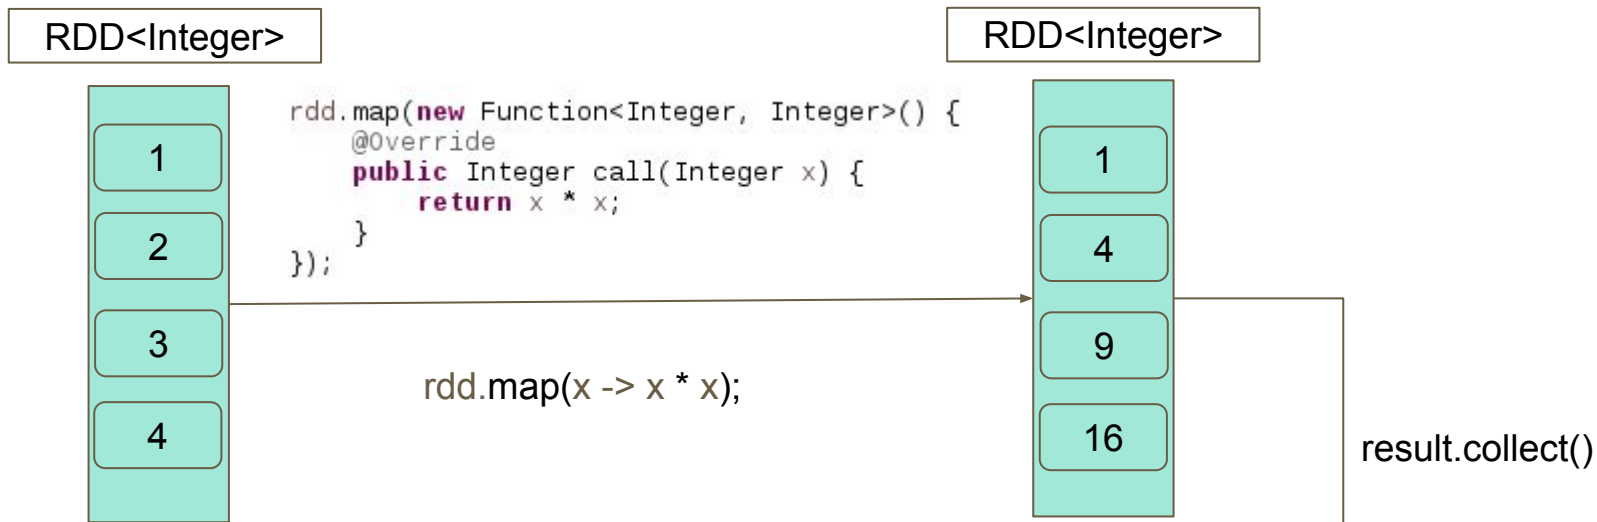 RDD<Integer>
RDD<Integer>
rdd.map(new Function<Integer, Integer>() {
@Override
public Integer call(Integer x) {
return x * x;
}
});
1
2
3
4
rdd.map(x -> x * x);
1
4
9
16
result.collect()